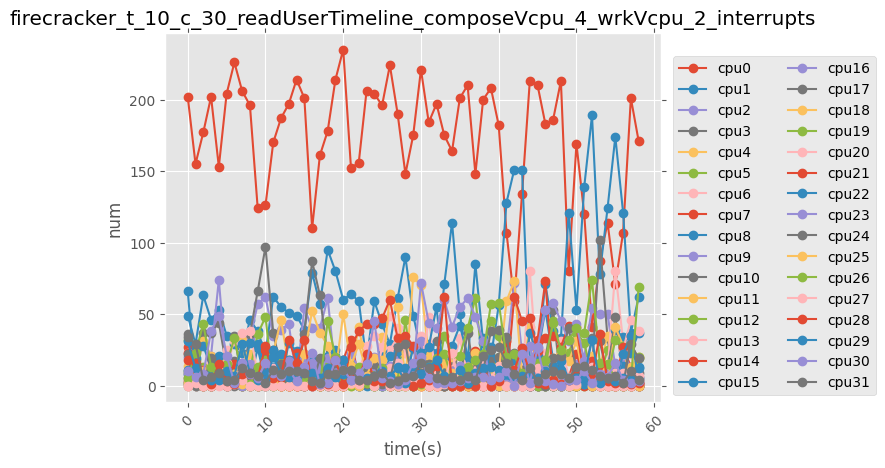 firecracker_t_10_c_30_readUserTimeline_composeVcpu_4_wrkVcpu_2_interrupts
num
200
150
100
50
0
0
10
20
30
40
50
60
time(s)
cpu0
cpu1
cpu2
cpu3
cpu4
cpu5
cpu6
cpu7
cpu8
cpu9
cpu10
cpu11
cpu12
cpu13
cpu14
cpu15
cpu16
cpu17
cpu18
cpu19
cpu20
cpu21
cpu22
cpu23
cpu24
cpu25
cpu26
cpu27
cpu28
cpu29
cpu30
cpu31